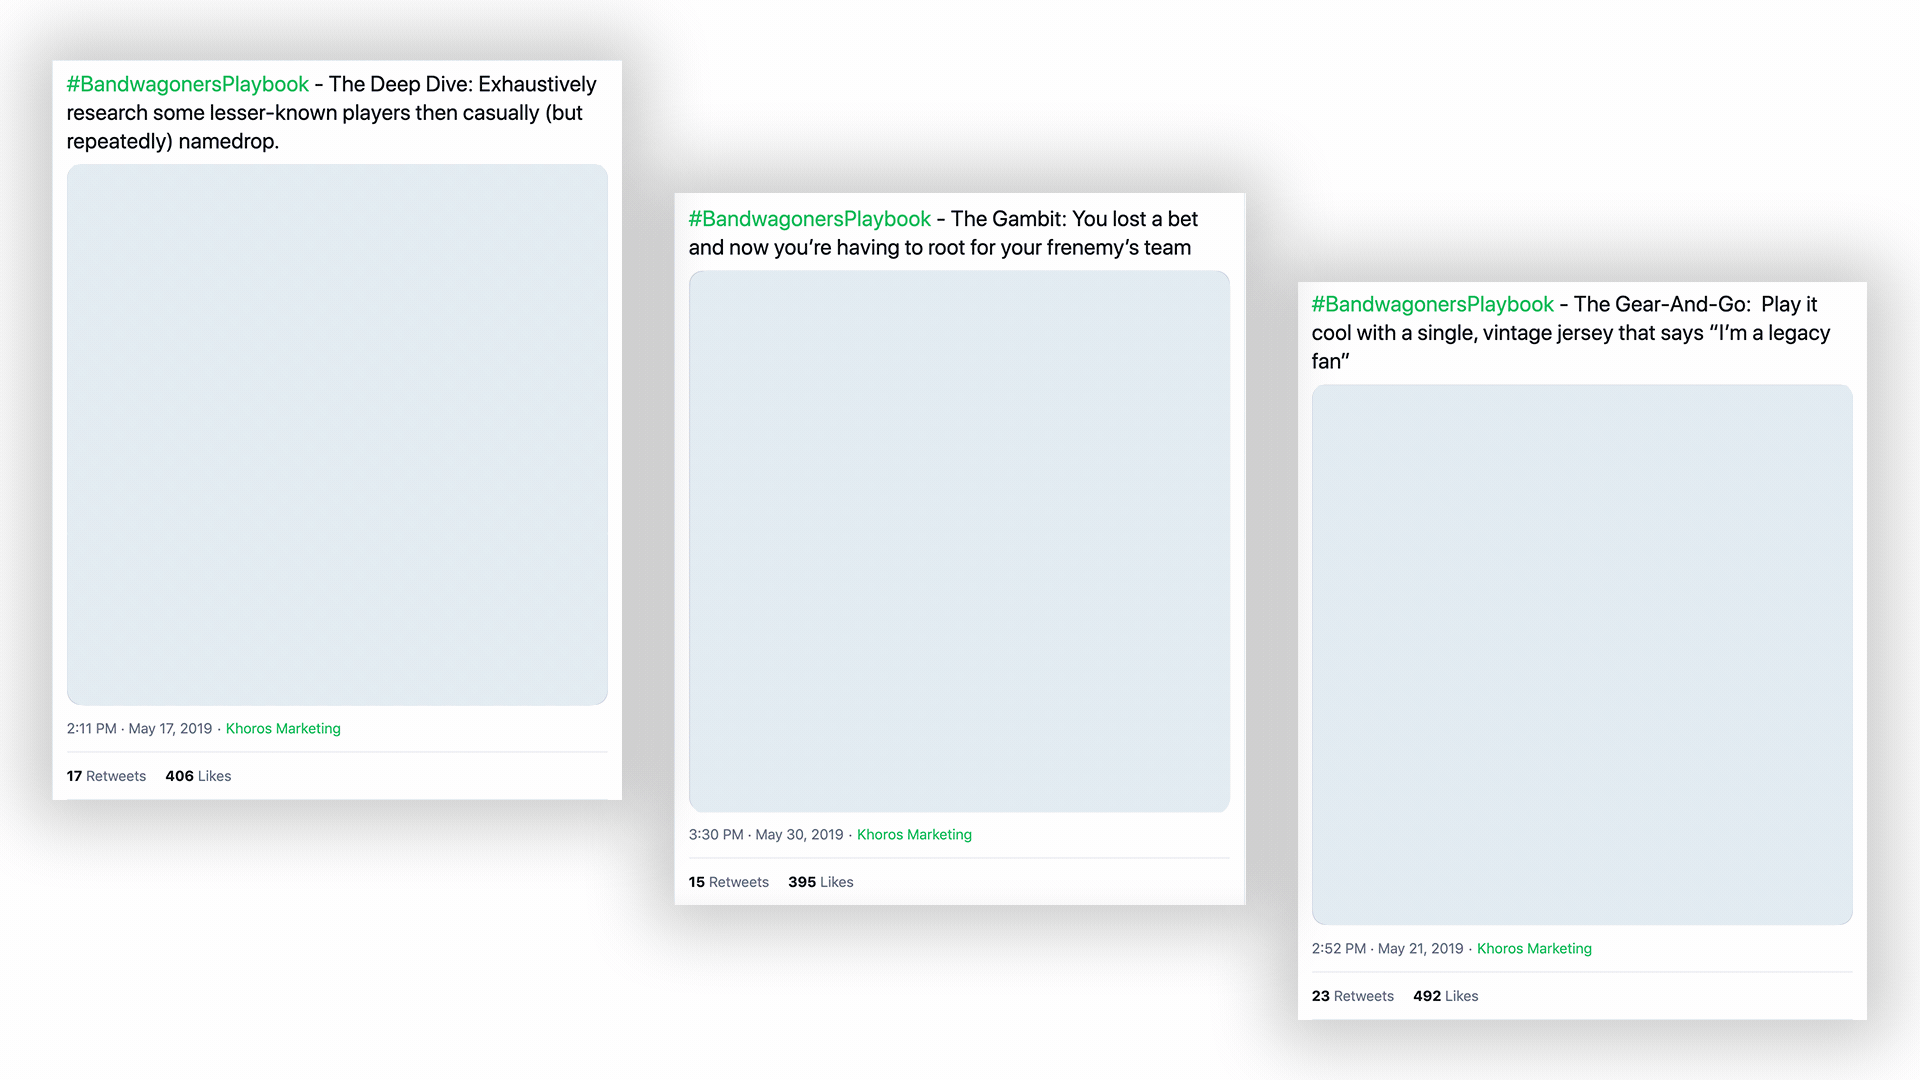 #BandwagonersPlaybook - The Deep Dive: Exhaustively
research some lesser-known players then casually (but
repeatedly) namedrop.
2:11 PM · May 17, 2019 · Khoros Marketing
17 Retweets 406 Likes
#BandwagonersPlaybook - The Gambit: You lost a bet
and now you’re having to root for your frenemy’s team
3:30 PM · May 30, 2019 · Khoros Marketing
15 Retweets 395 Likes
#BandwagonersPlaybook - The Gear-And-Go:  Play it
cool with a single, vintage jersey that says “I’m a legacy
fan”
2:52 PM · May 21, 2019 · Khoros Marketing
23 Retweets 492 Likes